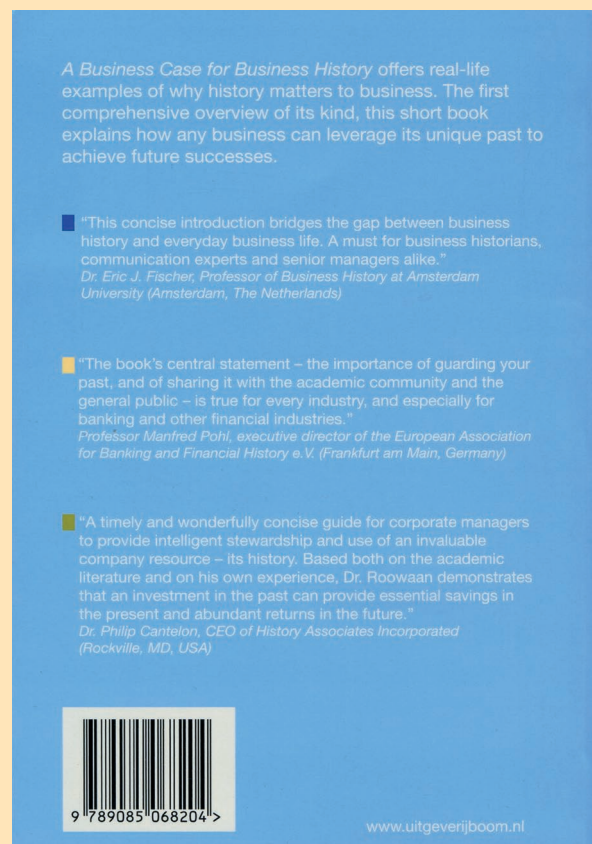 A Business Case for Business History offers real-life
examples of why history matters to business. The first
comprehensive overview of its kind, this short book
explains how any business can leverage its unique past to
achieve future successes.
“This concise introduction bridges the gap between business
history and everyday business life. A must for business historians,
communication experts and senior managers alike.”
Dr. Eric J. Fischer, Professor of Business History at Amsterdam
University (Amsterdam, The Netherlands)
“The book’s central statement – the importance of guarding your
past, and of sharing it with the academic community and the
general public – is true for every industry, and especially for
banking and other financial industries.”
Professor Manfred Pohl, executive director of the European Association
for Banking and Financial History e.V. (Frankfurt am Main, Germany)
“A timely and wonderfully concise guide for corporate managers
to provide intelligent stewardship and use of an invaluable
company resource – its history. Based both on the academic
literature and on his own experience, Dr. Roowaan demonstrates
that an investment in the past can provide essential savings in
the present and abundant returns in the future.”
Dr. Philip Cantelon, CEO of History Associates Incorporated
(Rockville, MD, USA)
9 789085 068204 >
www.uitgeverijboom.nl